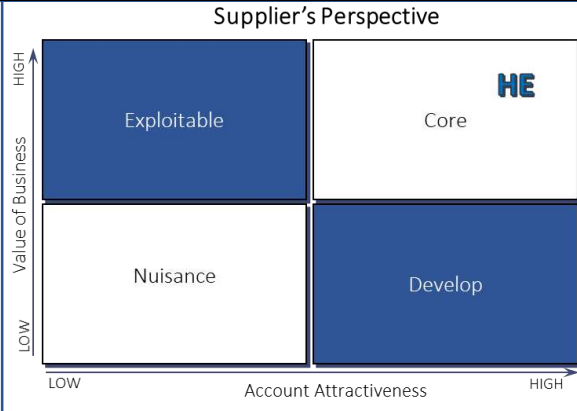 Supplier's Perspective
HIGH
Value of Business
LOW
Exploitable
HE
Core
Nuisance
Develop
LOW
Account Attractiveness
HIGH